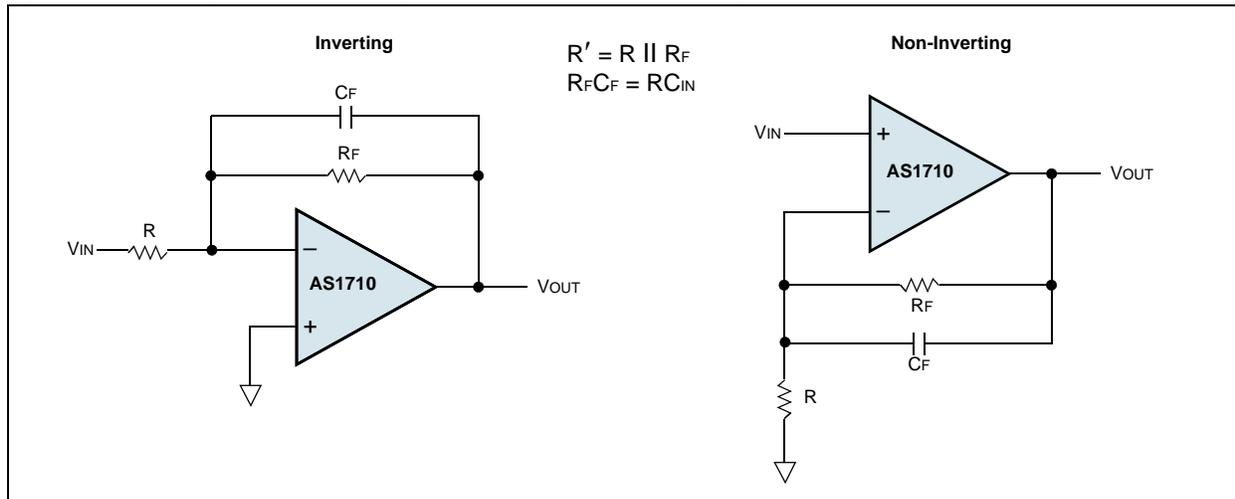 Inverting
R′ = R II RF
RFCF = RCIN
Non-Inverting
CF
RF
R
VIN
−
AS1710
+
VOUT
VIN
+
AS1710
−
VOUT
RF
CF
R